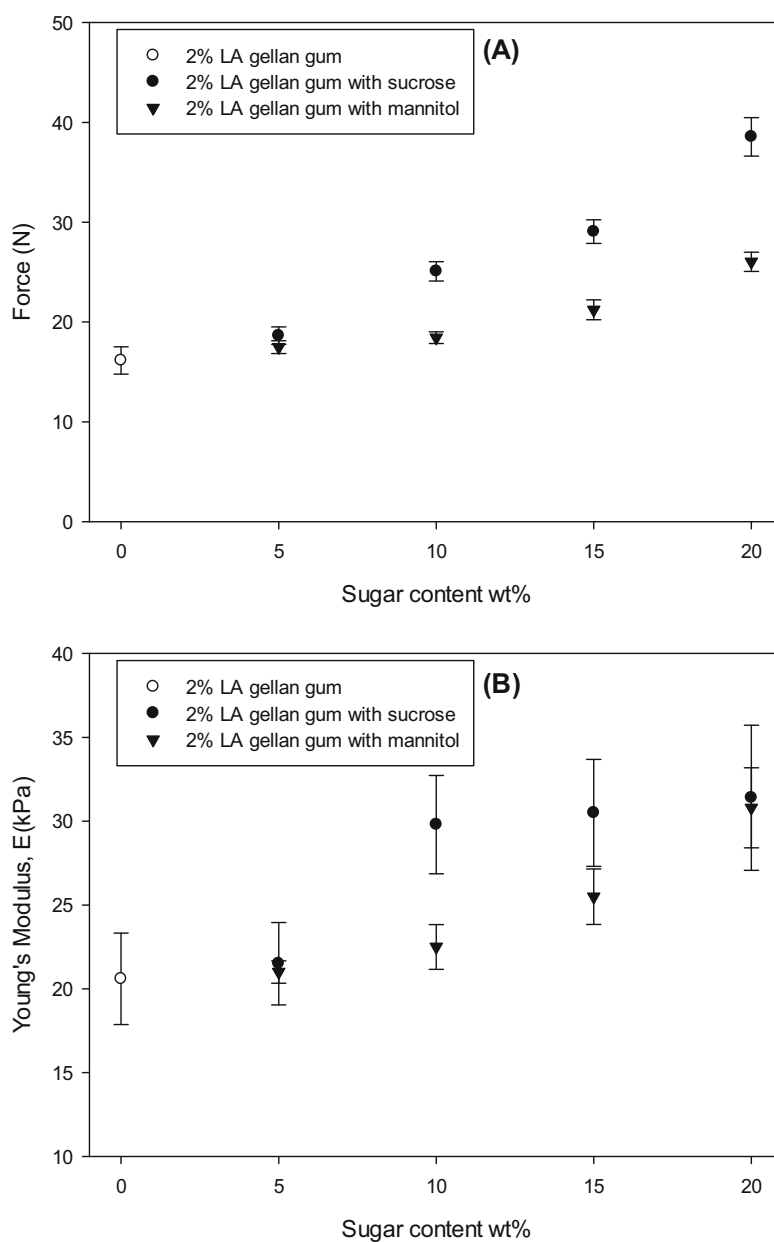 50
40
30
20
10
0
Force (N)
2% LA gellan gum
2% LA gellan gum with sucrose
2% LA gellan gum with mannitol
(A)
0 5 10 15 20
Sugar content wt%
40
35
30
25
20
15
10
Young's Modulus, E(kPa)
2% LA gellan gum
2% LA gellan gum with sucrose
2% LA gellan gum with mannitol
(B)
0 5 10 15 20
Sugar content wt%